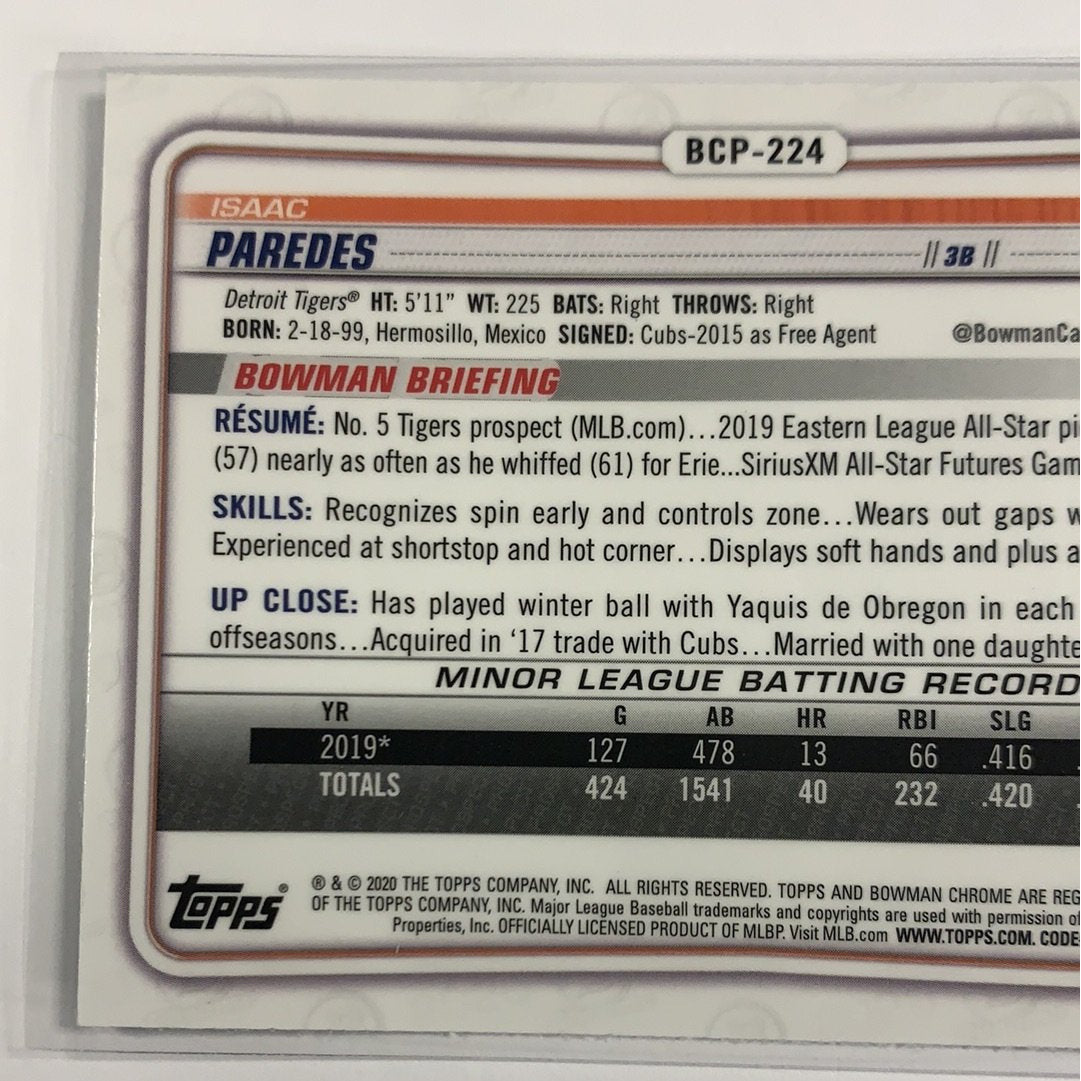 BCP-224
ISAAC
PAREDES // 3B //
Detroit Tigers® HT: 5'11" WT: 225 BATS: Right THROWS: Right
BORN: 2-18-99, Hermosillo, Mexico SIGNED: Cubs-2015 as Free Agent @BowmanCa
BOWMAN BRIEFING
RÉSUMÉ: No. 5 Tigers prospect (MLB.com)...2019 Eastern League All-Star pi
(57) nearly as often as he whiffed (61) for Erie...SiriusXM All-Star Futures Gam
SKILLS: Recognizes spin early and controls zone...Wears out gaps w
Experienced at shortstop and hot corner...Displays soft hands and plus a
UP CLOSE: Has played winter ball with Yaquis de Obregon in each
offseasons...Acquired in ‘17 trade with Cubs...Married with one daughte
MINOR LEAGUE BATTING RECORD
YR G AB HR RBI SLG
2019* 127 478 13 66 .416
TOTALS 424 1541 40 232 .420
topps®
® & © 2020 THE TOPPS COMPANY, INC. ALL RIGHTS RESERVED. TOPPS AND BOWMAN CHROME ARE REG
OF THE TOPPS COMPANY, INC. Major League Baseball trademarks and copyrights are used with permission of
Properties, Inc. OFFICIALLY LICENSED PRODUCT OF MLBP. Visit MLB.com WWW.TOPPS.COM. CODE